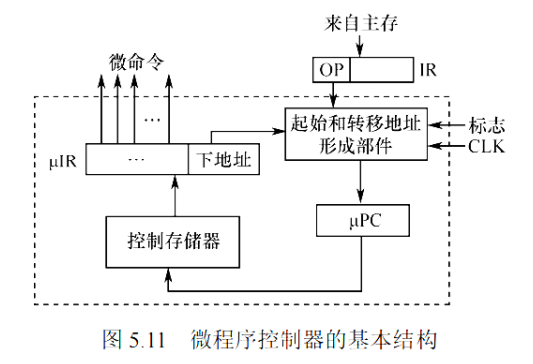 来自主存
微命令
OP
IR
…
起始和转移地址
形成部件
标志
CLK
μIR
…
下地址
μPC
控制存储器
图 5.11 微程序控制器的基本结构